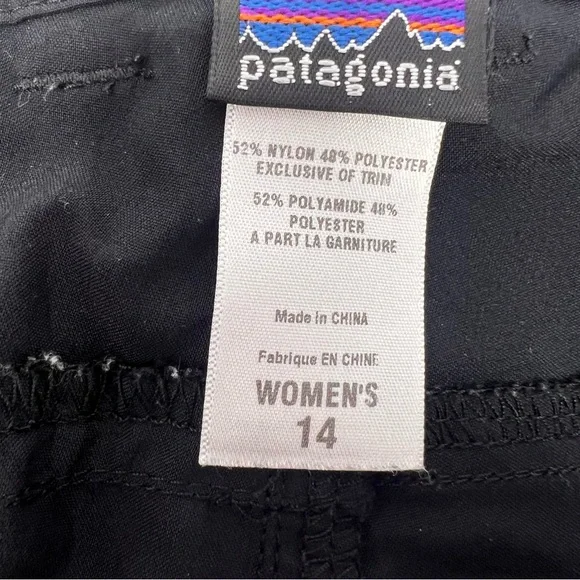 patagonia
52% NYLON 48% POLYESTER
EXCLUSIVE OF TRIM
52% POLYAMIDE 48%
POLYESTER
A PART LA GARNITURE
Made in CHINA
Fabrique EN CHINE
WOMEN'S
14